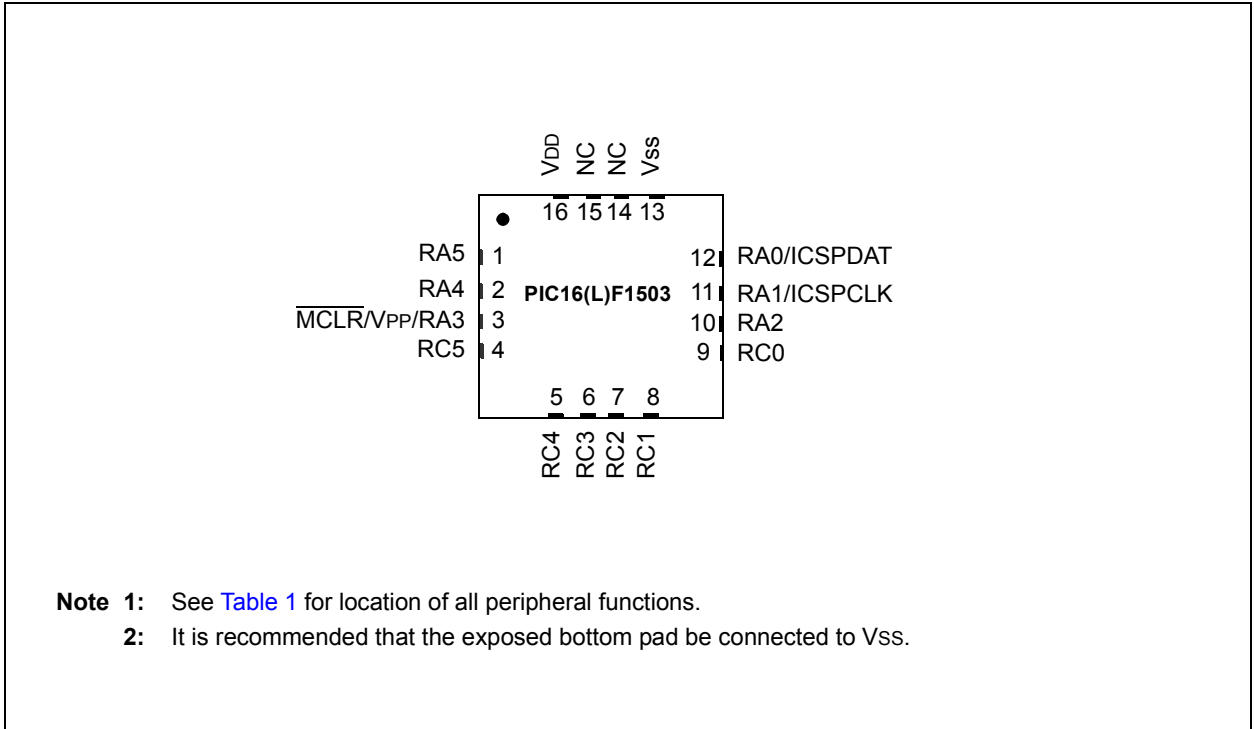 VDD NC NC Vss
16 15 14 13
RA5 1 12 RA0/ICSPDAT
RA4 2 PIC16(L)F1503 11 RA1/ICSPCLK
MCLR/VPP/RA3 3 10 RA2
RC5 4 9 RC0
5 6 7 8
RC4 RC3 RC2 RC1
Note 1: See Table 1 for location of all peripheral functions.
2: It is recommended that the exposed bottom pad be connected to VSS.